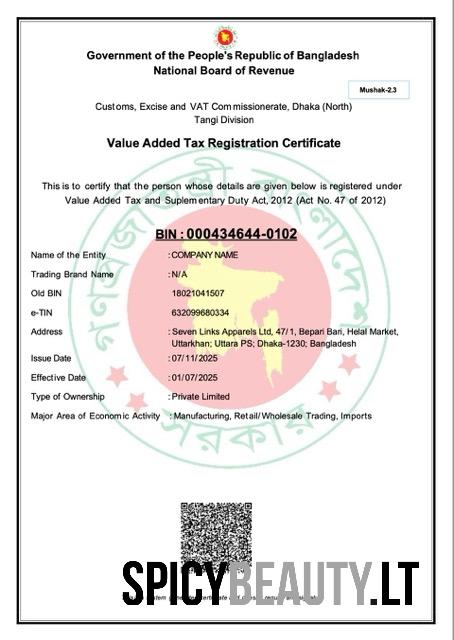 Government of the People's Republic of Bangladesh
National Board of Revenue
Mushak-2.3
Customs, Excise and VAT Commissionerate, Dhaka (North)
Tangi Division
Value Added Tax Registration Certificate
This is to certify that the person whose details are given below is registered under
Value Added Tax and Suplementary Duty Act, 2012 (Act No. 47 of 2012)
BIN : 000434644-0102
Name of the Entity : COMPANY NAME
Trading Brand Name : N/A
Old BIN 18021041507
e-TIN 632099680334
Address : Seven Links Apparels Ltd, 47/1, Bepari Bari, Helal Market,
Uttarkhan; Uttara PS; Dhaka-1230; Bangladesh
Issue Date : 07/11/2025
Effective Date : 01/07/2025
Type of Ownership : Private Limited
Major Area of Economic Activity : Manufacturing, Retail/Wholesale Trading, Imports
গণপ্রজাতন্ত্রী বাংলাদেশ
সরকার
SPICYBEAUTY.LT